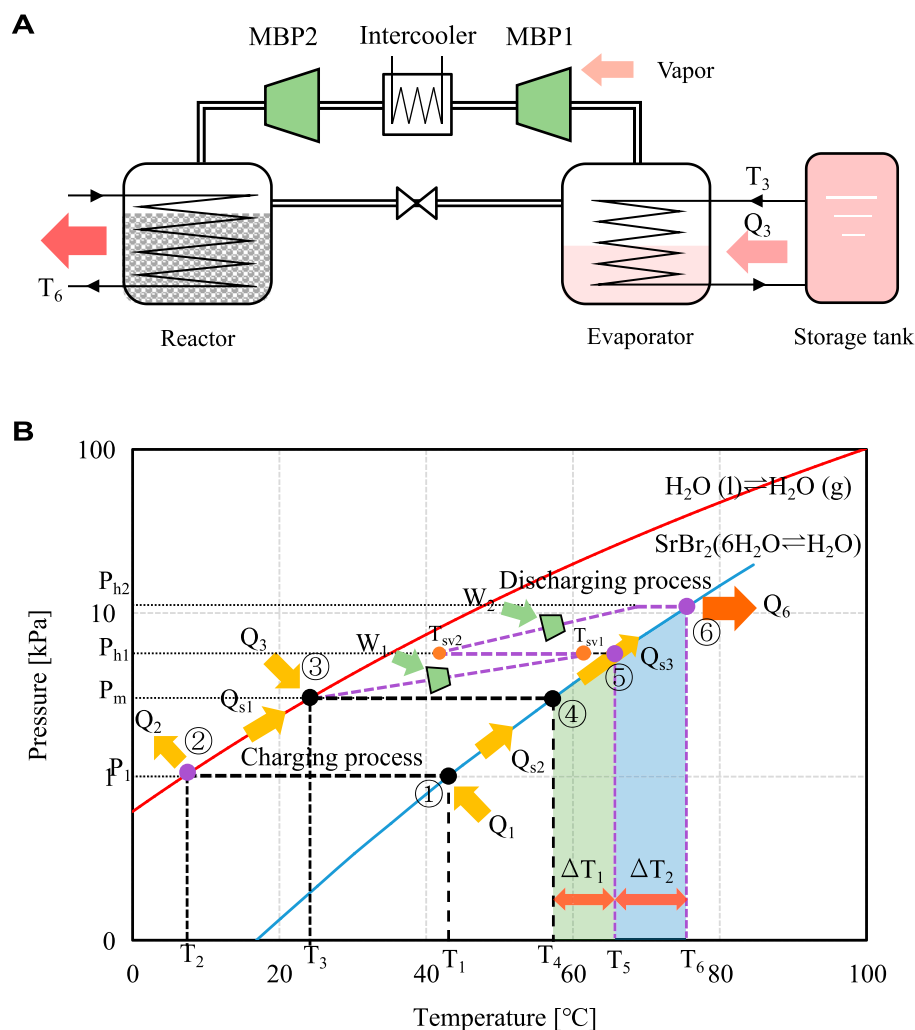 A
MBP2
Intercooler
MBP1
Vapor
T3
Q3
T6
Reactor
Evaporator
Storage tank
B
100
H2O (l)⇌H2O (g)
SrBr2(6H2O⇌H2O)
Ph2
Discharging process
W2
10
Q6
⑥
Q3
W1
Tsv2
Tsv1
Ph1
③
Qs3
⑤
Pm
Qs1
④
Q2
②
Charging process
Qs2
P1
1
①
Q1
ΔT1
ΔT2
0
T2
T3
T1
T4
T5
T6
0
20
40
60
80
100
Pressure [kPa]
Temperature [°C]